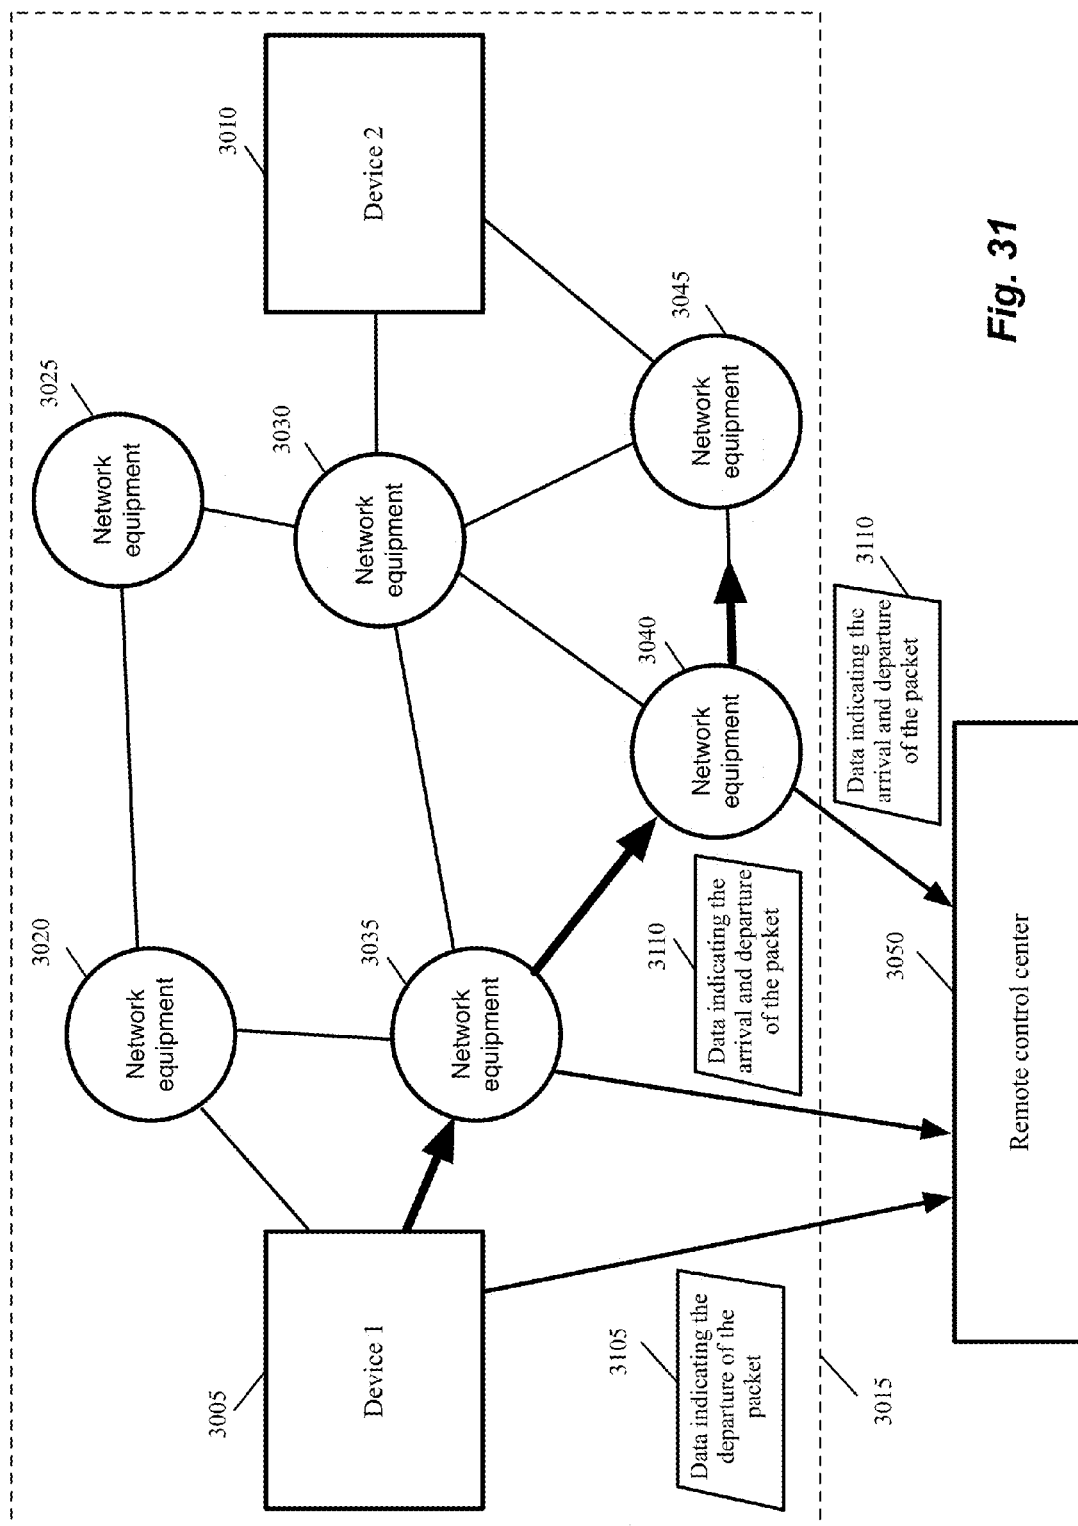 3020
Network
equipment
3025
Network
equipment
3005
Device 1
3035
Network
equipment
3030
Network
equipment
3010
Device 2
3105
Data indicating the
departure of the
packet
3110
Data indicating the
arrival and departure
of the packet
3040
Network
equipment
3045
Network
equipment
3015
3050
Remote control center
3110
Data indicating the
arrival and departure
of the packet
Fig. 31